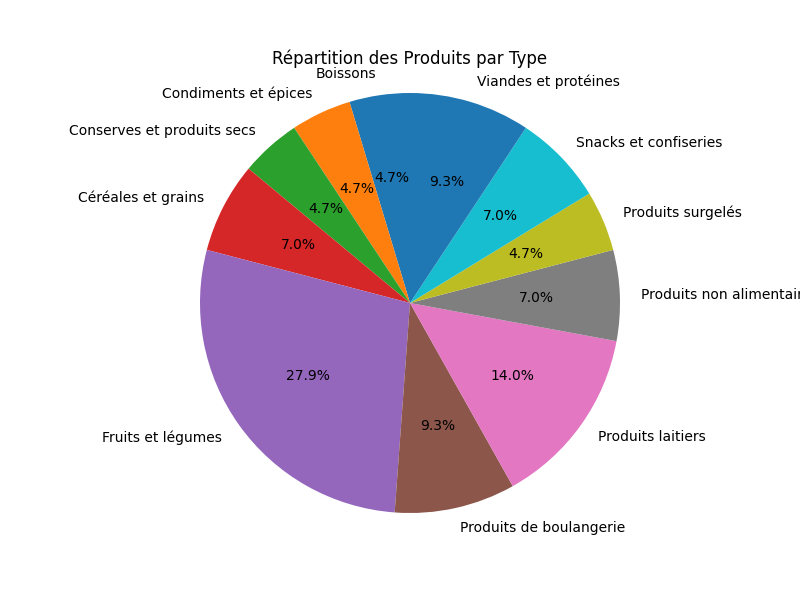 Répartition des Produits par Type
Boissons
4.7%
Condiments et épices
4.7%
Conserves et produits secs
4.7%
Céréales et grains
7.0%
Fruits et légumes
27.9%
Produits de boulangerie
9.3%
Produits laitiers
14.0%
Produits non alimentair
7.0%
Produits surgelés
4.7%
Snacks et confiseries
7.0%
Viandes et protéines
9.3%